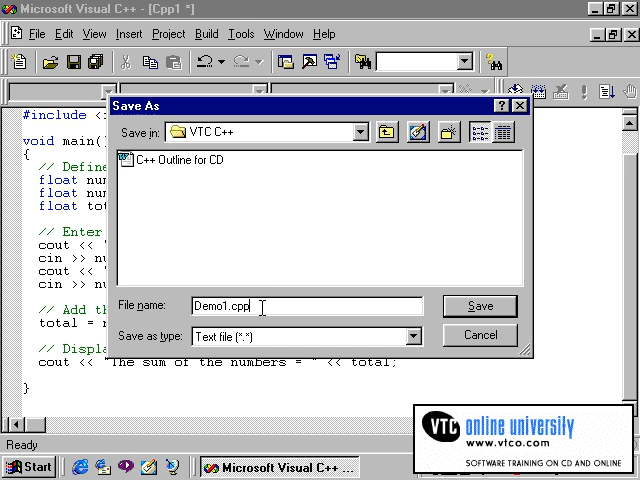 Microsoft Visual C++ - [Cpp1 *]
File Edit View Insert Project Build Tools Window Help
Save As
#include <i
Save in: VTC C++
void main()
{
C++ Outline for CD
// Define
float num
float num
float tot
// Enter
cout << "
cin >> nu
cout << "
cin >> nu
File name: Demo1.cpp Save
// Add th
total = n
Save as type: Text file (*.*) Cancel
// Displa
cout << "The sum of the numbers = " << total;
}
VTC online university
www.vtco.com
SOFTWARE TRAINING ON CD AND ONLINE
Ready
Start Microsoft Visual C++ ...